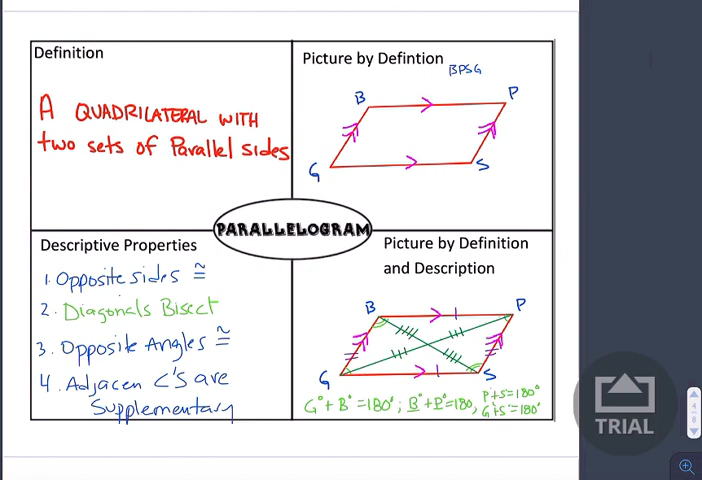 Definition
A QUADRILATERAL WITH
two sets of Parallel sides
Picture by Defintion
BPSG
B
P
G
S
PARALLELOGRAM
Descriptive Properties
1. Opposite sides ≅
2. Diagonals Bisect
3. Opposite Angles ≅
4. Adjacen <'s are
Supplementary
Picture by Definition
and Description
B
P
G
S
G° + B° = 180°; B° + P° = 180,
P°+S=180°
G°+S°=180°
TRIAL
4
8